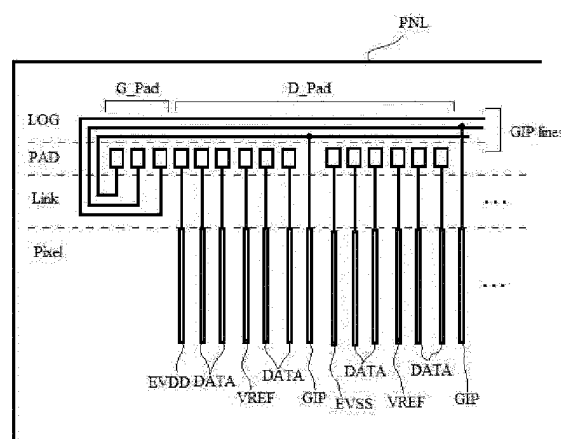 PNL
G_Pad D_Pad
LOG
GIP lines
PAD
Link ...
Pixel
...
EVDD DATA VREF DATA GIP EVSS DATA VREF DATA GIP